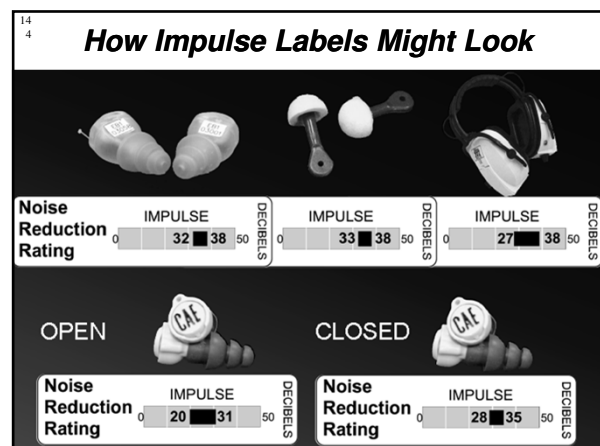 14
4
How Impulse Labels Might Look
Noise
Reduction
Rating
IMPULSE
0 32 38 50
DECIBELS
IMPULSE
0 33 38 50
DECIBELS
IMPULSE
0 27 38 50
DECIBELS
OPEN
CAE
Noise
Reduction
Rating
IMPULSE
0 20 31 50
DECIBELS
CLOSED
CAE
Noise
Reduction
Rating
IMPULSE
0 28 35 50
DECIBELS